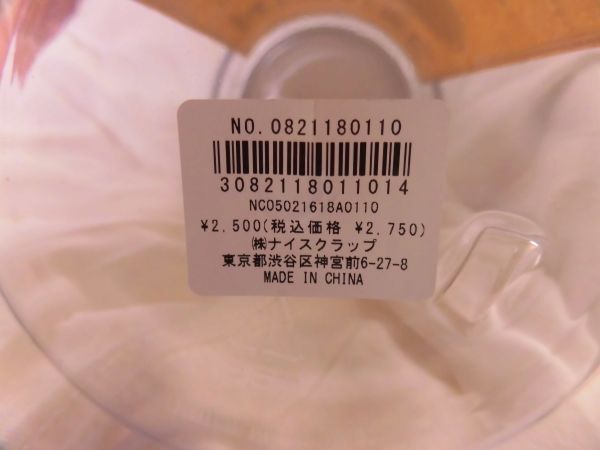 NO.0821180110
3082118011014
NC05021618A0110
¥2,500(税込価格 ¥2,750)
㈱ナイスクラップ
東京都渋谷区神宮前6-27-8
MADE IN CHINA